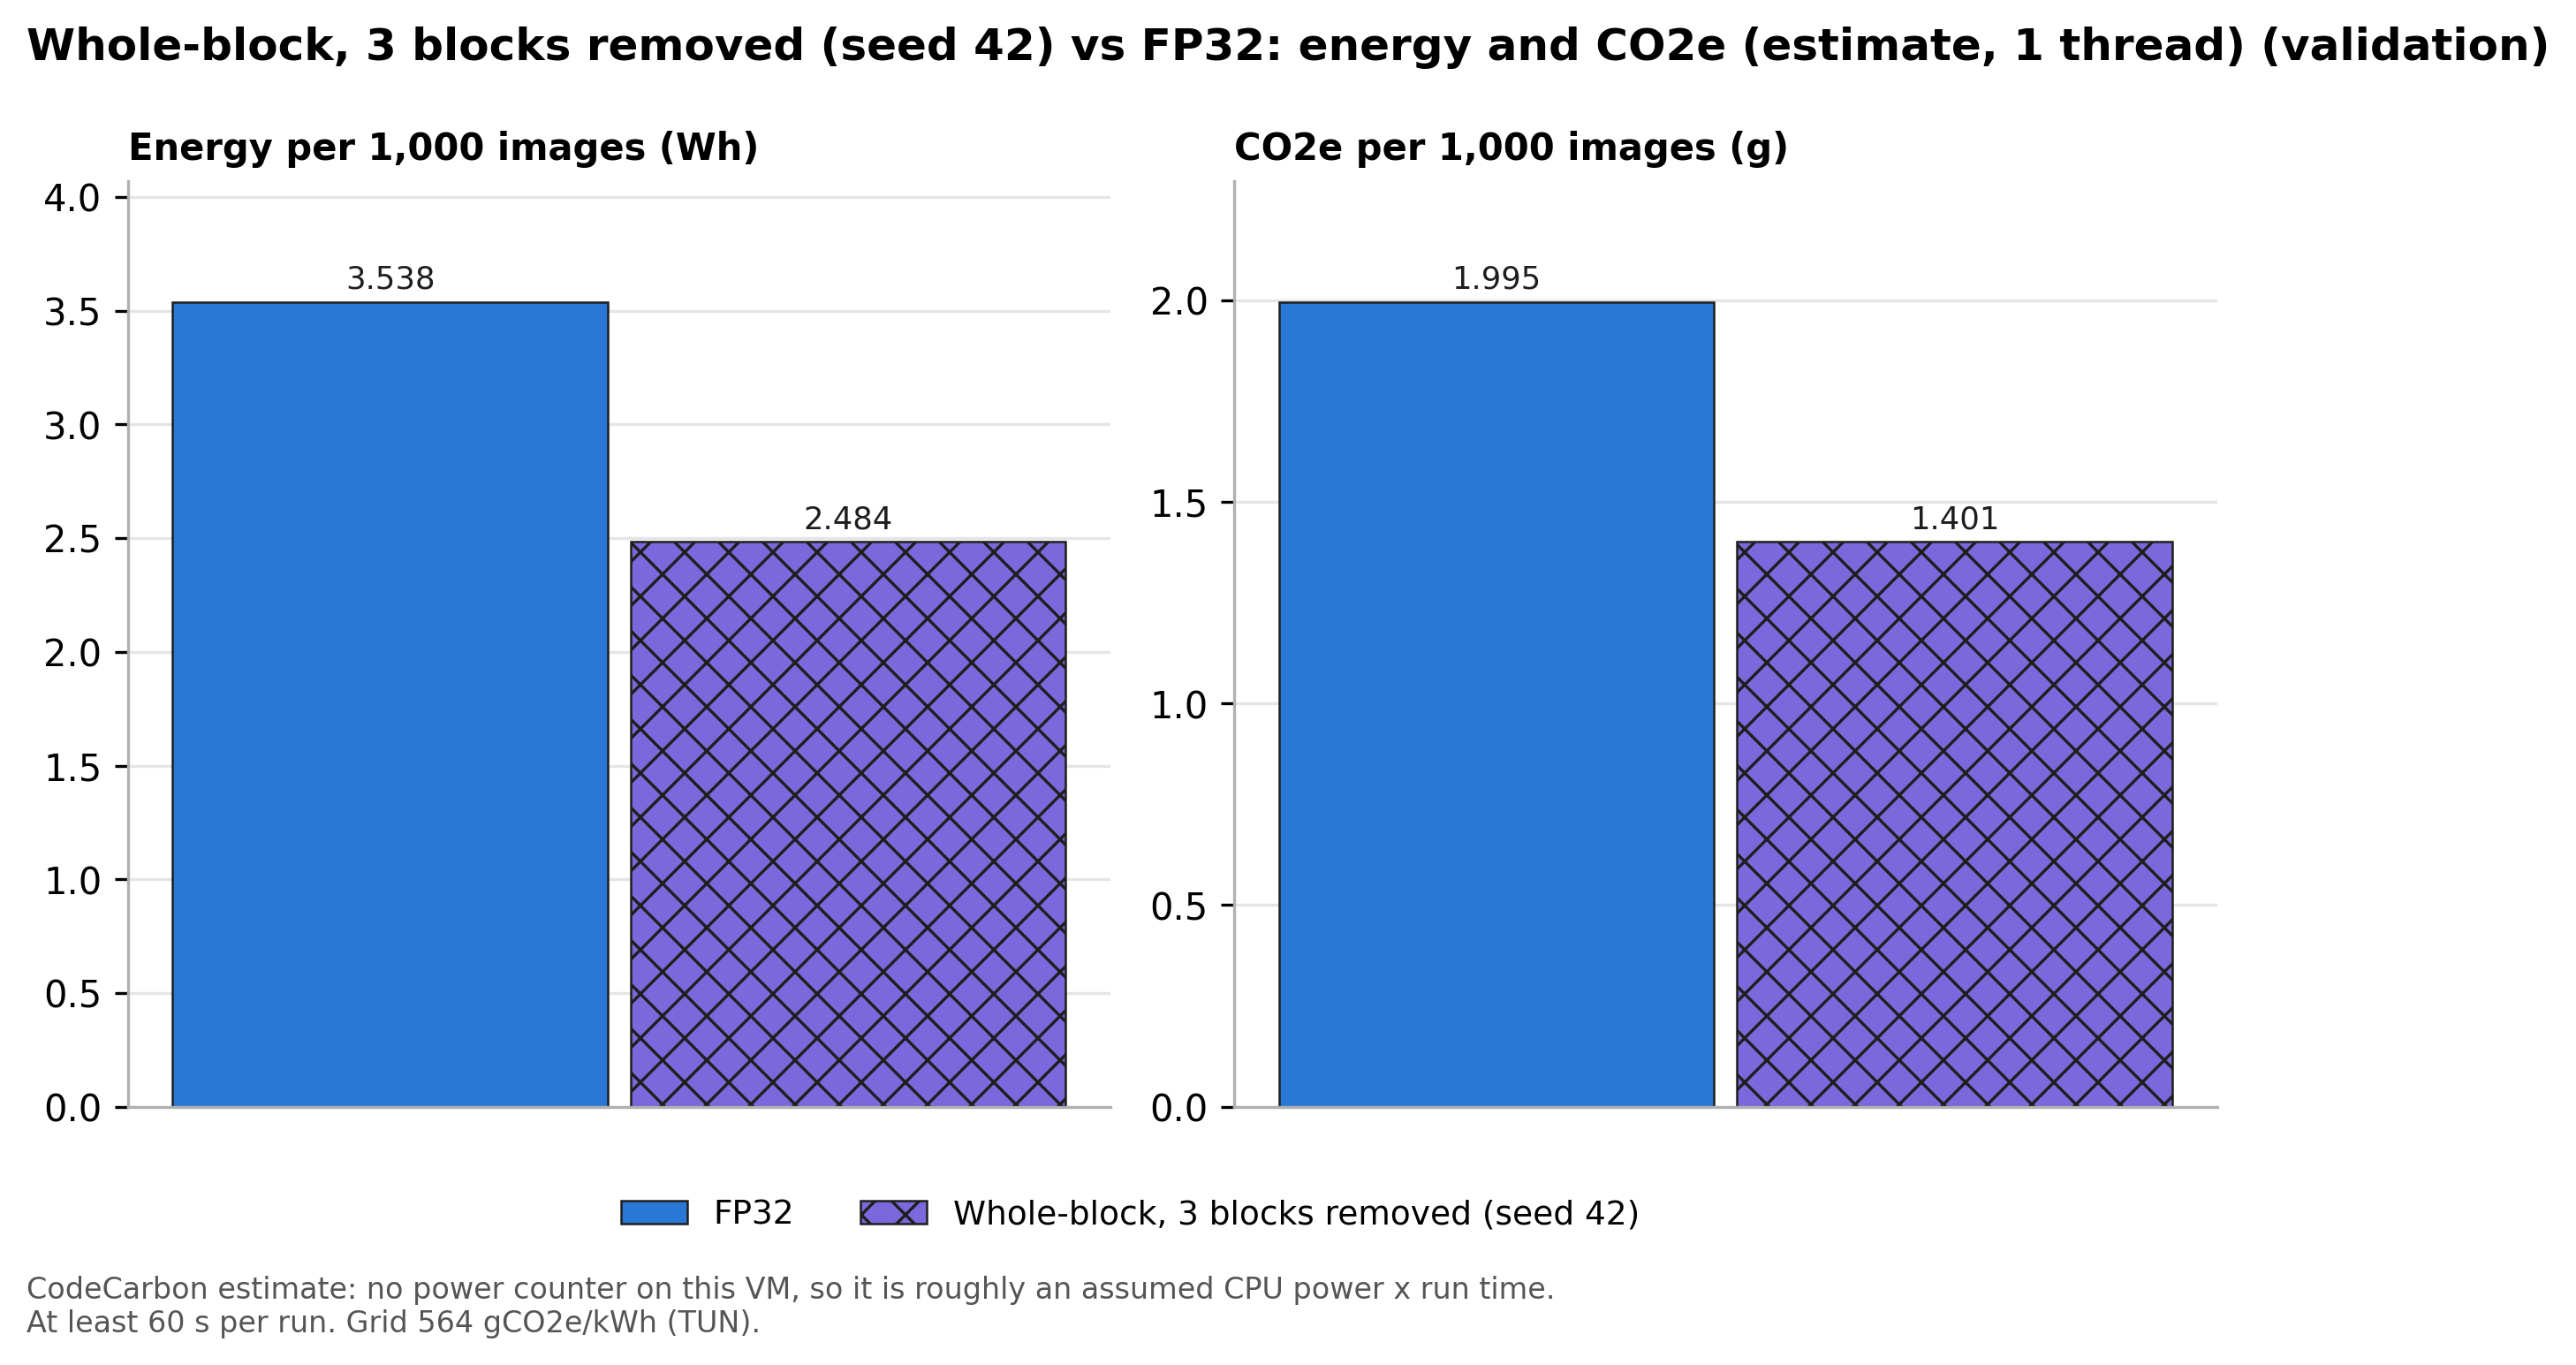 Whole-block, 3 blocks removed (seed 42) vs FP32: energy and CO2e (estimate, 1 thread) (validation)
Energy per 1,000 images (Wh)
4.0
3.5
3.0
2.5
2.0
1.5
1.0
0.5
0.0
3.538
2.484
CO2e per 1,000 images (g)
2.0
1.5
1.0
0.5
0.0
1.995
1.401
FP32
Whole-block, 3 blocks removed (seed 42)
CodeCarbon estimate: no power counter on this VM, so it is roughly an assumed CPU power x run time.
At least 60 s per run. Grid 564 gCO2e/kWh (TUN).